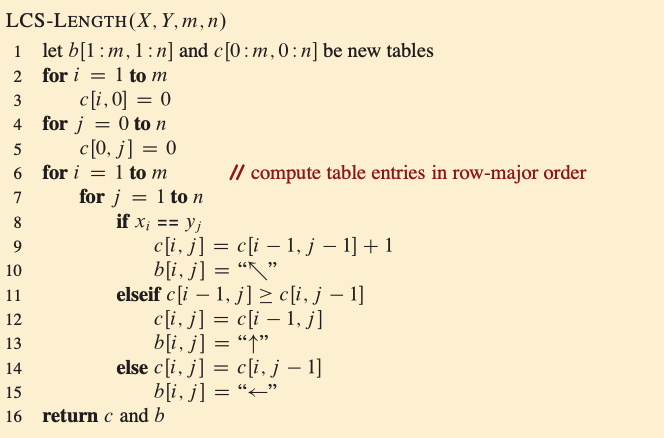 LCS-LENGTH(X, Y, m, n)
1 let b[1:m, 1:n] and c[0:m, 0:n] be new tables
2 for i = 1 to m
3 c[i, 0] = 0
4 for j = 0 to n
5 c[0, j] = 0
6 for i = 1 to m // compute table entries in row-major order
7 for j = 1 to n
8 if xᵢ == yⱼ
9 c[i, j] = c[i − 1, j − 1] + 1
10 b[i, j] = “↖”
11 elseif c[i − 1, j] ≥ c[i, j − 1]
12 c[i, j] = c[i − 1, j]
13 b[i, j] = “↑”
14 else c[i, j] = c[i, j − 1]
15 b[i, j] = “←”
16 return c and b